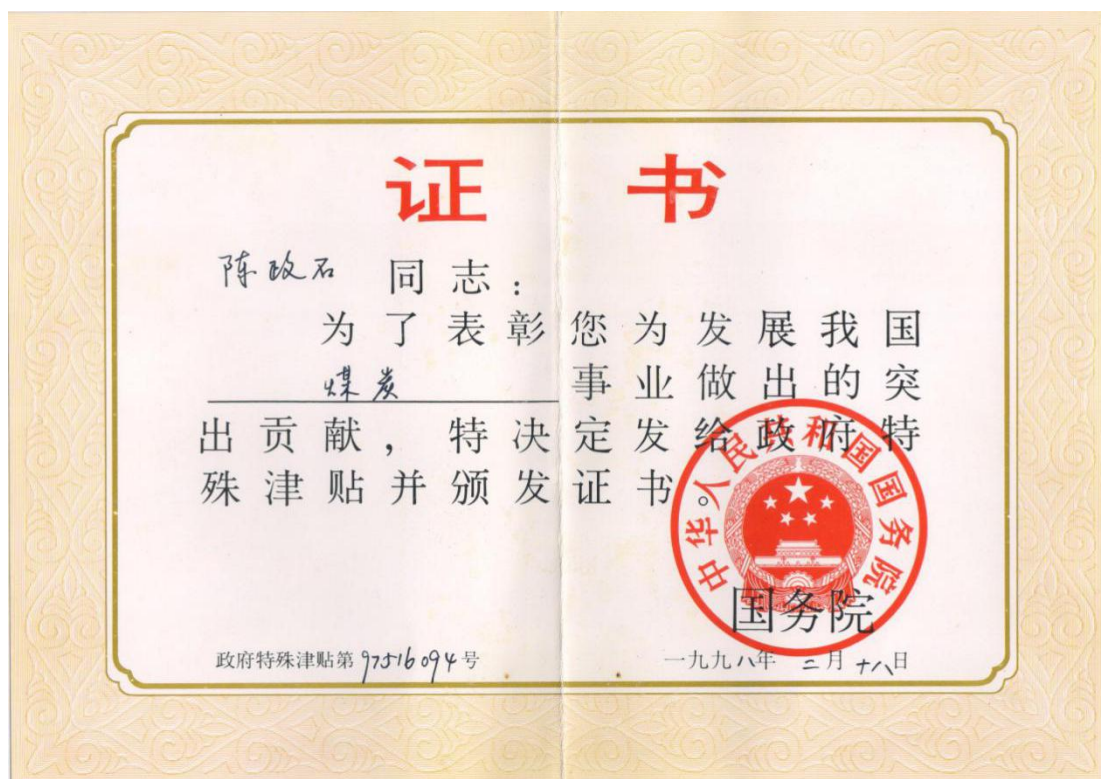 证 书
陈政石 同志：
为了表彰您为发展我国
煤炭 事业做出的突
出贡献，特决定发给政府特
殊津贴并颁发证书。
中华人民共和国国务院
国务院
政府特殊津贴第97516094号
一九九八年 二月 十八日